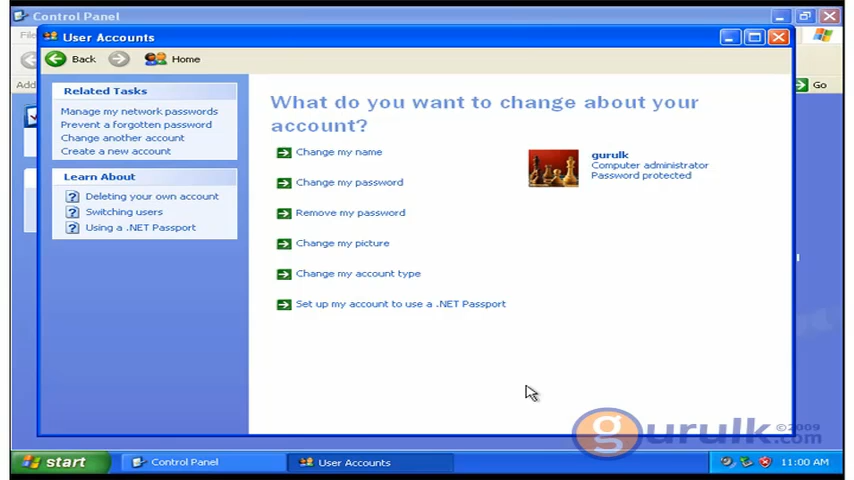 Control Panel
User Accounts
Back
Home
Go
Related Tasks
Manage my network passwords
Prevent a forgotten password
Change another account
Create a new account
Learn About
Deleting your own account
Switching users
Using a .NET Passport
What do you want to change about your
account?
Change my name
Change my password
Remove my password
Change my picture
Change my account type
Set up my account to use a .NET Passport
gurulk
Computer administrator
Password protected
©2009
gurulk.com
start
Control Panel
User Accounts
11:00 AM